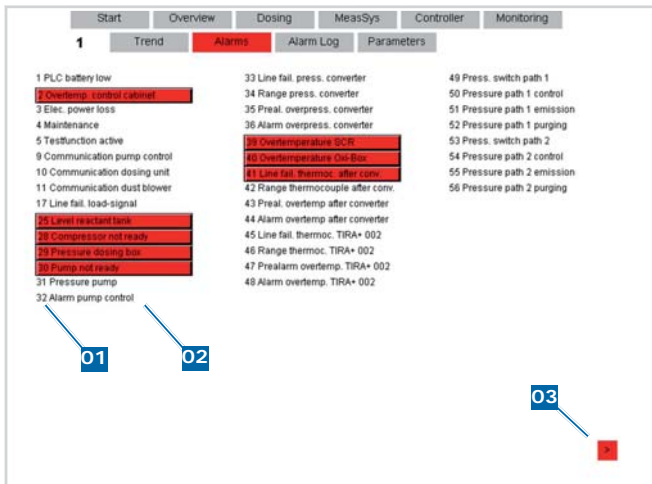 Start Overview Dosing MeasSys Controller Monitoring
1 Trend Alarms Alarm Log Parameters
1 PLC battery low
2 Overtemp. control cabinet
3 Elec. power loss
4 Maintenance
5 Testfunction active
9 Communication pump control
10 Communication dosing unit
11 Communication dust blower
17 Line fail. load-signal
25 Level reactant tank
28 Compressor not ready
29 Pressure dosing box
30 Pump not ready
31 Pressure pump
32 Alarm pump control
33 Line fail. press. converter
34 Range press. converter
35 Preal. overpress. converter
36 Alarm overpress. converter
39 Overtemperature SCR
40 Overtemperature Oxi-Box
41 Line fail. thermoc. after conv.
42 Range thermocouple after conv.
43 Preal. overtemp after converter
44 Alarm overtemp after converter
45 Line fail. thermoc. TIRA+ 002
46 Range thermoc. TIRA+ 002
47 Prealarm overtemp. TIRA+ 002
48 Alarm overtemp. TIRA+ 002
49 Press. switch path 1
50 Pressure path 1 control
51 Pressure path 1 emission
52 Pressure path 1 purging
53 Press. switch path 2
54 Pressure path 2 control
55 Pressure path 2 emission
56 Pressure path 2 purging
01
02
03
>